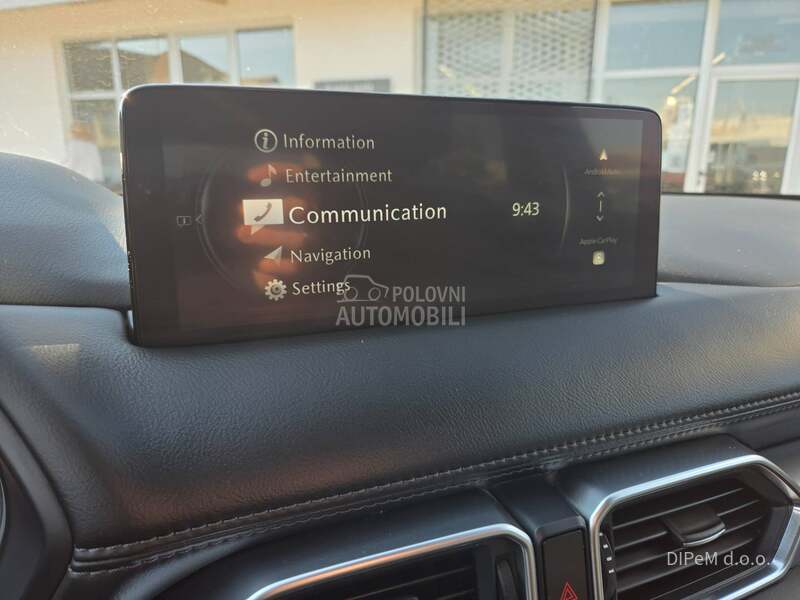 Information
Entertainment
Communication
9:43
Navigation
Settings
Android Auto
Apple CarPlay
POLOVNI
AUTOMOBILI
DIPeM d.o.o.